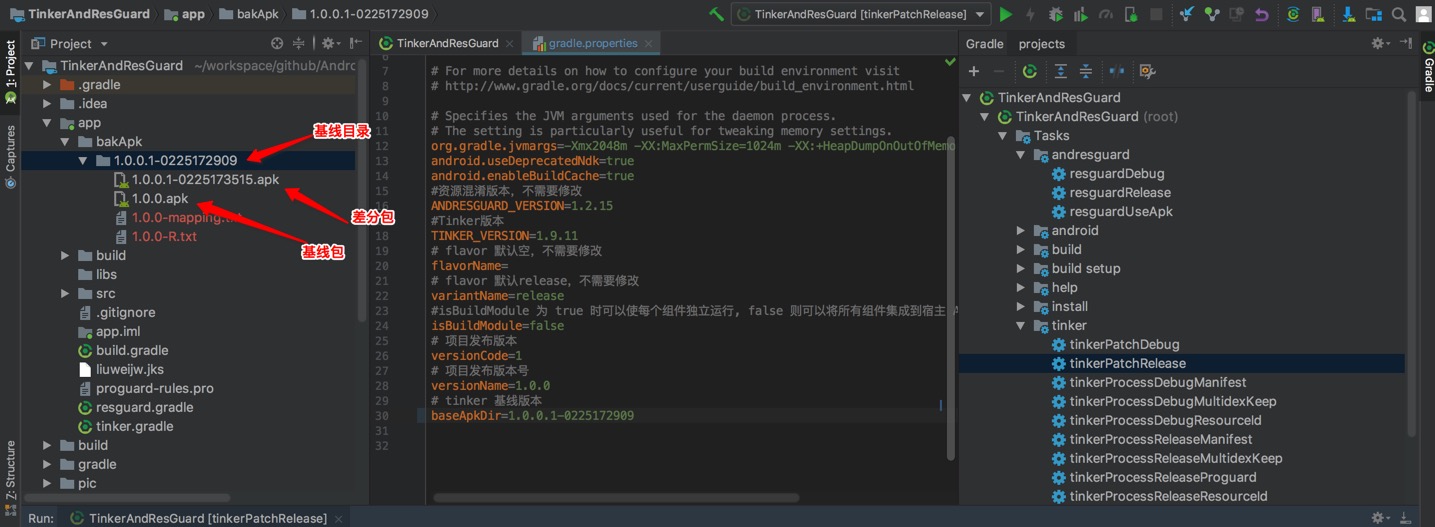 TinkerAndResGuard app bakApk 1.0.0.1-0225172909
TinkerAndResGuard [tinkerPatchRelease]
1: Project
Captures
Z: Structure
Project
TinkerAndResGuard ~/workspace/github/Andro
.gradle
.idea
app
bakApk
1.0.0.1-0225172909
1.0.0.1-0225173515.apk
1.0.0.apk
1.0.0-mapping.txt
1.0.0-R.txt
build
libs
src
.gitignore
app.iml
build.gradle
liuweijw.jks
proguard-rules.pro
resguard.gradle
tinker.gradle
build
gradle
pic
基线目录
差分包
基线包
TinkerAndResGuard
gradle.properties
6
7 # For more details on how to configure your build environment visit
8 # http://www.gradle.org/docs/current/userguide/build_environment.html
9
10 # Specifies the JVM arguments used for the daemon process.
11 # The setting is particularly useful for tweaking memory settings.
12 org.gradle.jvmargs=-Xmx2048m -XX:MaxPermSize=1024m -XX:+HeapDumpOnOutOfMemo
13 android.useDeprecatedNdk=true
14 android.enableBuildCache=true
15 #资源混淆版本，不需要修改
16 ANDRESGUARD_VERSION=1.2.15
17 #Tinker版本
18 TINKER_VERSION=1.9.11
19 # flavor 默认空，不需要修改
20 flavorName=
21 # flavor 默认release，不需要修改
22 variantName=release
23 #isBuildModule 为 true 时可以使每个组件独立运行, false 则可以将所有组件集成到宿主 A
24 isBuildModule=false
25 # 项目发布版本
26 versionCode=1
27 # 项目发布版本号
28 versionName=1.0.0
29 # tinker 基线版本
30 baseApkDir=1.0.0.1-0225172909
31
32
Gradle projects
Gradle
TinkerAndResGuard
TinkerAndResGuard (root)
Tasks
andresguard
resguardDebug
resguardRelease
resguardUseApk
android
build
build setup
help
install
tinker
tinkerPatchDebug
tinkerPatchRelease
tinkerProcessDebugManifest
tinkerProcessDebugMultidexKeep
tinkerProcessDebugResourceId
tinkerProcessReleaseManifest
tinkerProcessReleaseMultidexKeep
tinkerProcessReleaseProguard
tinkerProcessReleaseResourceId
Run: TinkerAndResGuard [tinkerPatchRelease]